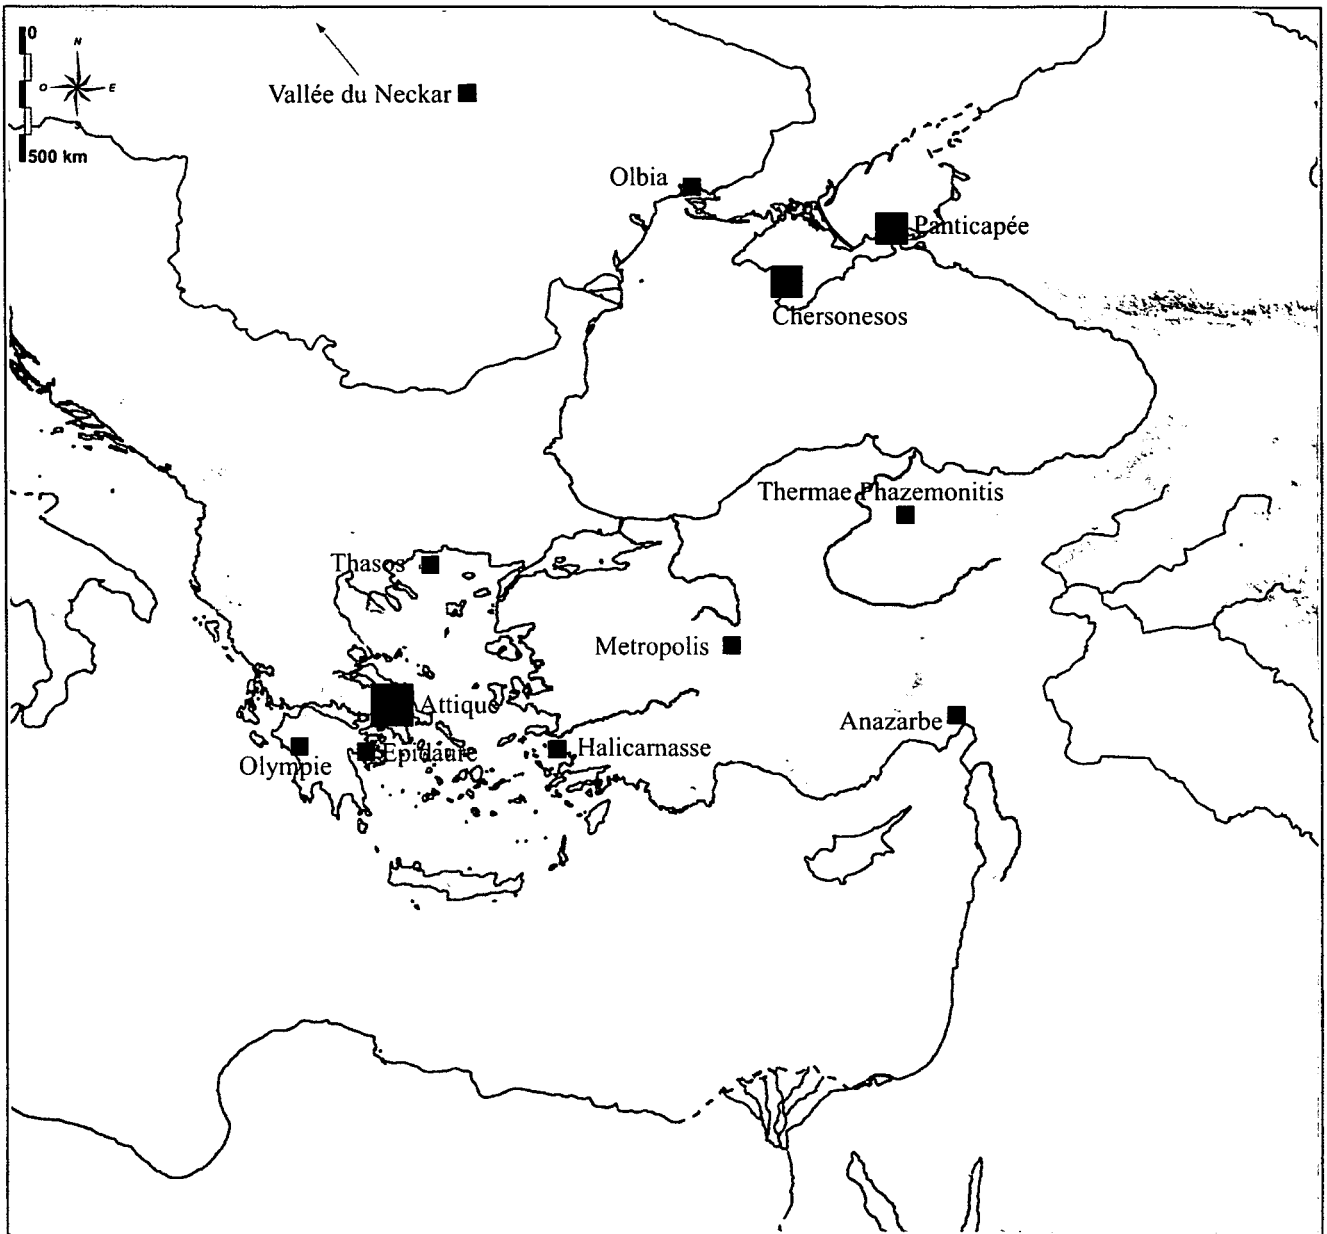 0
N
O
E
500 km
Vallée du Neckar
Olbia
Panticapée
Chersonesos
Thermae Phazemonitis
Thasos
Metropolis
Attique
Anazarbe
Olympie
Epidaure
Halicarnasse